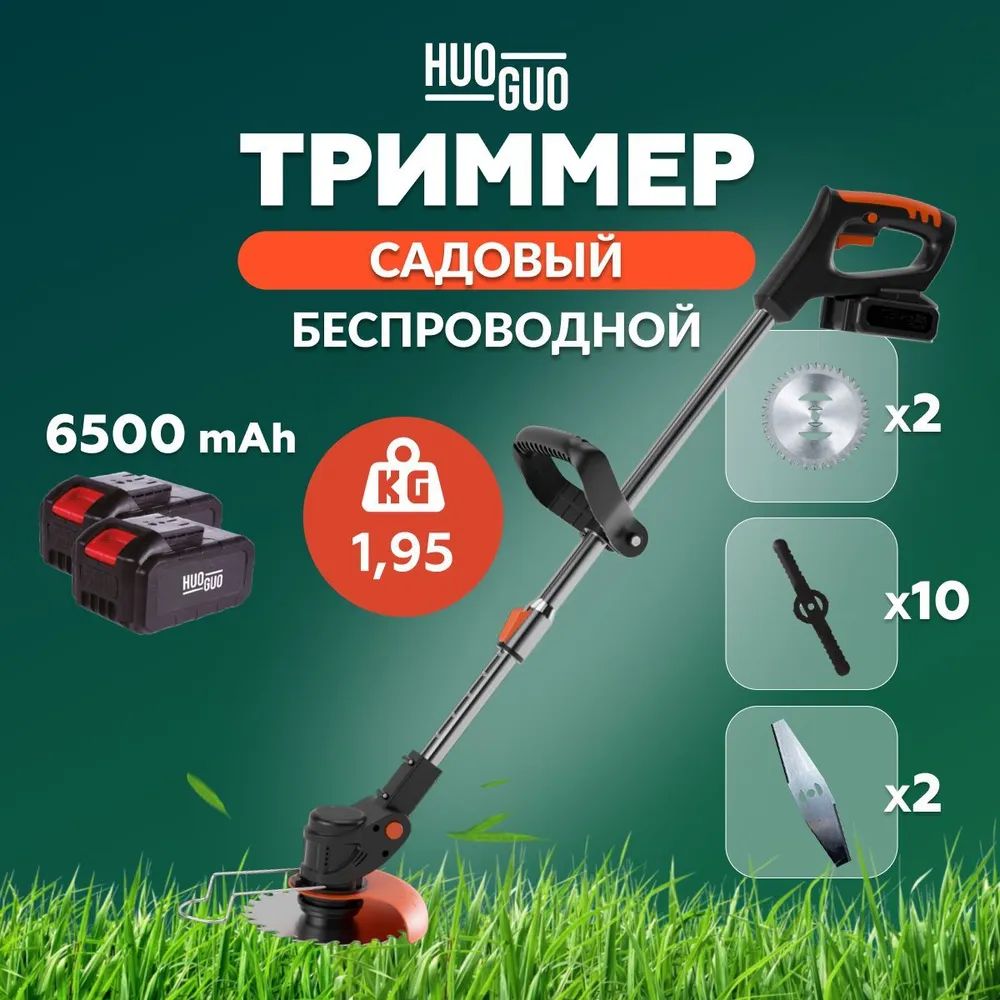 HUO
GUO
ТРИММЕР
САДОВЫЙ
БЕСПРОВОДНОЙ
6500 mAh
HUO
GUO
KG
1,95
x2
x10
x2